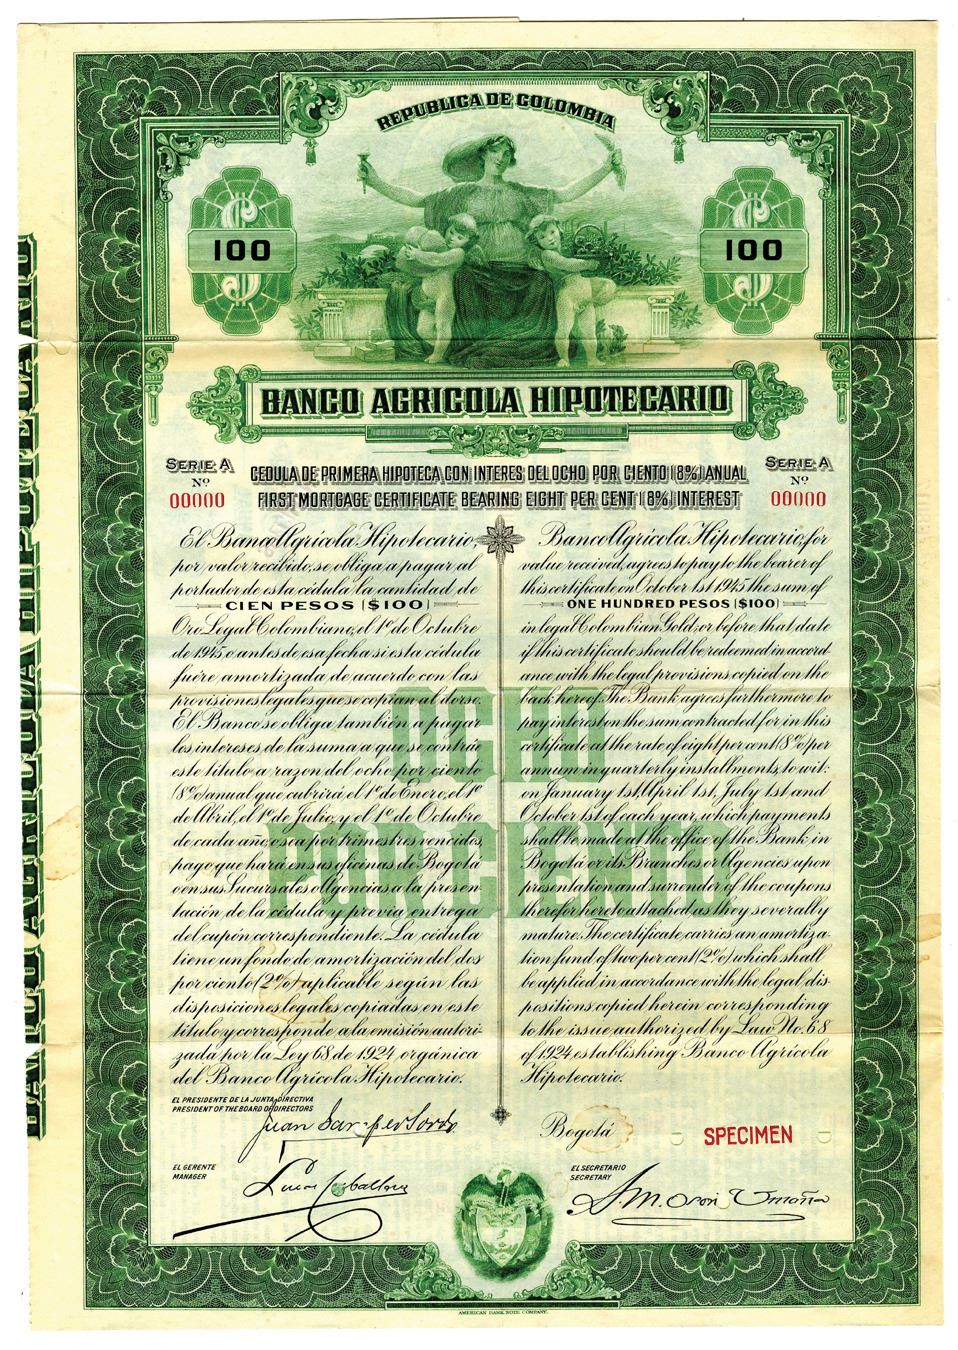 REPUBLICA DE COLOMBIA
100
100
BANCO AGRICOLA HIPOTECARIO
SERIE A
Nº
00000
SERIE A
Nº
00000
CEDULA DE PRIMERA HIPOTECA CON INTERES DEL OCHO POR CIENTO (8%) ANUAL
FIRST MORTGAGE CERTIFICATE BEARING EIGHT PER CENT (8%) INTEREST
El Banco Agrícola Hipotecario,
por valor recibido, se obliga a pagar al
portador de esta cédula la cantidad de
CIEN PESOS ($100)
Oro Legal Colombiano, el 1º de Octubre
de 1945, o antes de esa fecha si esta cédula
fuere amortizada de acuerdo con las
provisiones legales que se copian al dorso.
El Banco se obliga también a pagar
los intereses de la suma a que se contrae
este título a razon del ocho por ciento
(8%) anual que cubrirá el 1º de Enero, el 1º
de Abril, el 1º de Julio, y el 1º de Octubre
de cada año, o sea por trimestres vencidos,
pago que hará en sus oficinas de Bogotá
o en sus Sucursales o Agencias a la presen-
tación de la cédula y previa entrega
del cupón correspondiente. La cédula
tiene un fondo de amortización del dos
por ciento (2%) aplicable según las
disposiciones legales copiadas en este
título y corresponde a la emisión autori-
zada por la Ley 68 de 1924, orgánica
del Banco Agrícola Hipotecario.
Banco Agrícola Hipotecario, for
value received, agrees to pay to the bearer of
this certificate on October 1st 1945 the sum of
ONE HUNDRED PESOS ($100)
in legal Colombian Gold, or before that date
if this certificate should be redeemed in accord-
ance with the legal provisions copied on the
back hereof. The Bank agrees furthermore to
pay interest on the sum contracted for in this
certificate at the rate of eight per cent (8%) per
annum in quarterly installments, to wit:
on January 1st, April 1st, July 1st and
October 1st of each year, which payments
shall be made at the office of the Bank in
Bogotá or its Branches or Agencies upon
presentation and surrender of the coupons
therefor hereto attached as they severally
mature. The certificate carries an amortiza-
tion fund of two per cent (2%), which shall
be applied in accordance with the legal dis-
positions copied herein corresponding
to the issue authorized by Law No. 68
of 1924 establishing Banco Agrícola
Hipotecario.
OCHO
POR CIENTO
EL PRESIDENTE DE LA JUNTA DIRECTIVA
PRESIDENT OF THE BOARD OF DIRECTORS
Juan Samper Sordo
Bogotá
SPECIMEN
EL GERENTE
MANAGER
Lucas Caballero
EL SECRETARIO
SECRETARY
AMERICAN BANK NOTE COMPANY.
BANCO AGRICOLA HIPOTECARIO